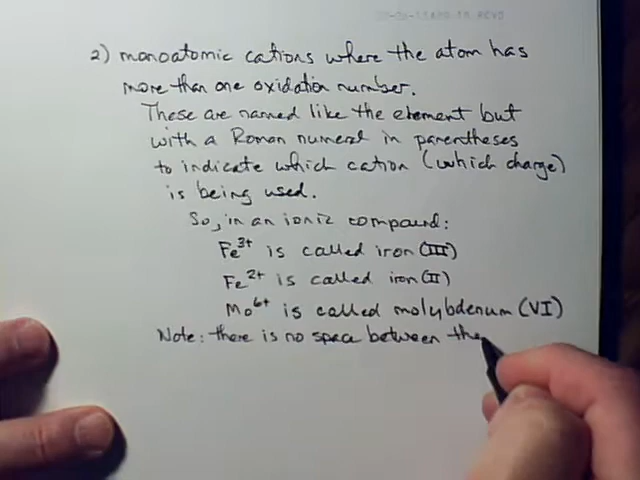 2) monoatomic cations where the atom has
more than one oxidation number.
These are named like the element but
with a Roman numeral in parentheses
to indicate which cation (which charge)
is being used.
So, in an ionic compound:
Fe³⁺ is called iron (III)
Fe²⁺ is called iron (II)
Mo⁶⁺ is called molybdenum (VI)
Note: there is no space between the